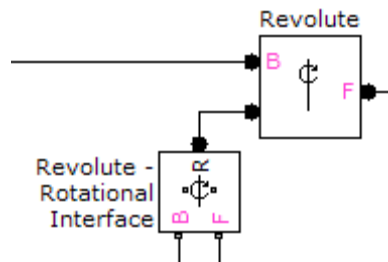 Revolute
B
F
Revolute -
Rotational
Interface
R
B F